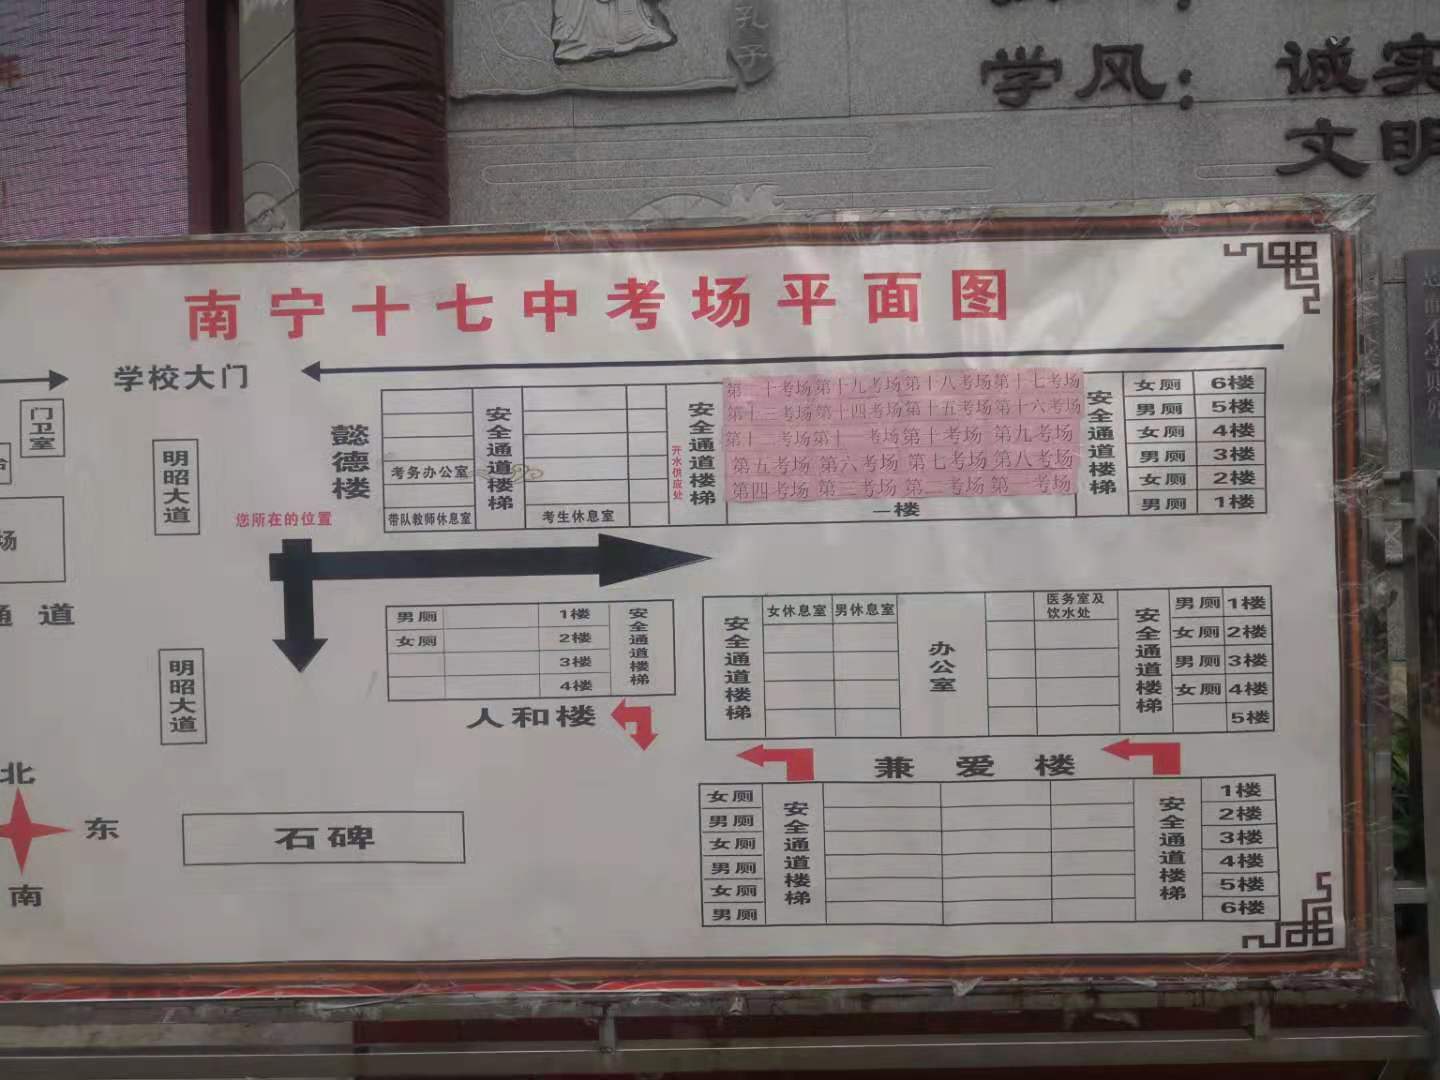 孔子
学风：诚实
文明
南宁十七中考场平面图
学校大门
门卫室
明昭大道
懿德楼
考务办公室
带队教师休息室
安全通道楼梯
考生休息室
安全通道楼梯
开水供应处
第二十考场 第十九考场 第十八考场 第十七考场
第十三考场 第十四考场 第十五考场 第十六考场
第十二考场 第十一考场 第十考场 第九考场
第五考场 第六考场 第七考场 第八考场
第四考场 第三考场 第二考场 第一考场
一楼
安全通道楼梯
女厕 6楼
男厕 5楼
女厕 4楼
男厕 3楼
女厕 2楼
男厕 1楼
您所在的位置
场
通道
男厕 1楼
女厕 2楼
3楼
4楼
安全通道楼梯
人和楼
明昭大道
安全通道楼梯
女休息室 男休息室
办公室
医务室及
饮水处
安全通道楼梯
男厕 1楼
女厕 2楼
男厕 3楼
女厕 4楼
5楼
兼爱楼
女厕
男厕
女厕
男厕
女厕
男厕
安全通道楼梯
安全通道楼梯
1楼
2楼
3楼
4楼
5楼
6楼
北
东
南
石碑